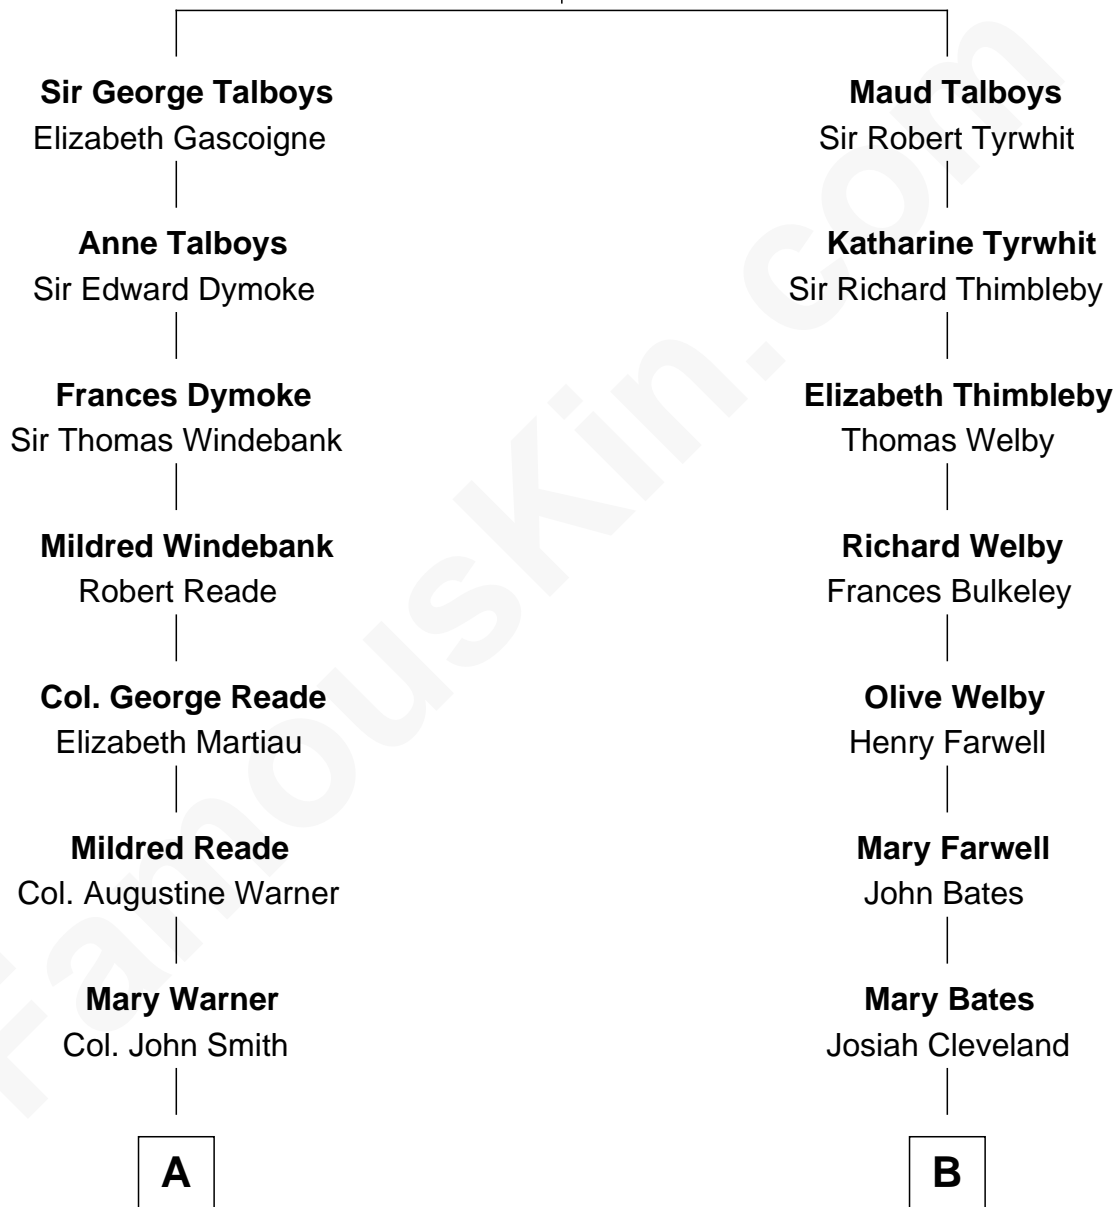 Sir George Talboys
Elizabeth Gascoigne
Anne Talboys
Sir Edward Dymoke
Frances Dymoke
Sir Thomas Windebank
Mildred Windebank
Robert Reade
Col. George Reade
Elizabeth Martiau
Mildred Reade
Col. Augustine Warner
Mary Warner
Col. John Smith
A
Maud Talboys
Sir Robert Tyrwhit
Katharine Tyrwhit
Sir Richard Thimbleby
Elizabeth Thimbleby
Thomas Welby
Richard Welby
Frances Bulkeley
Olive Welby
Henry Farwell
Mary Farwell
John Bates
Mary Bates
Josiah Cleveland
B
FamousKin.com